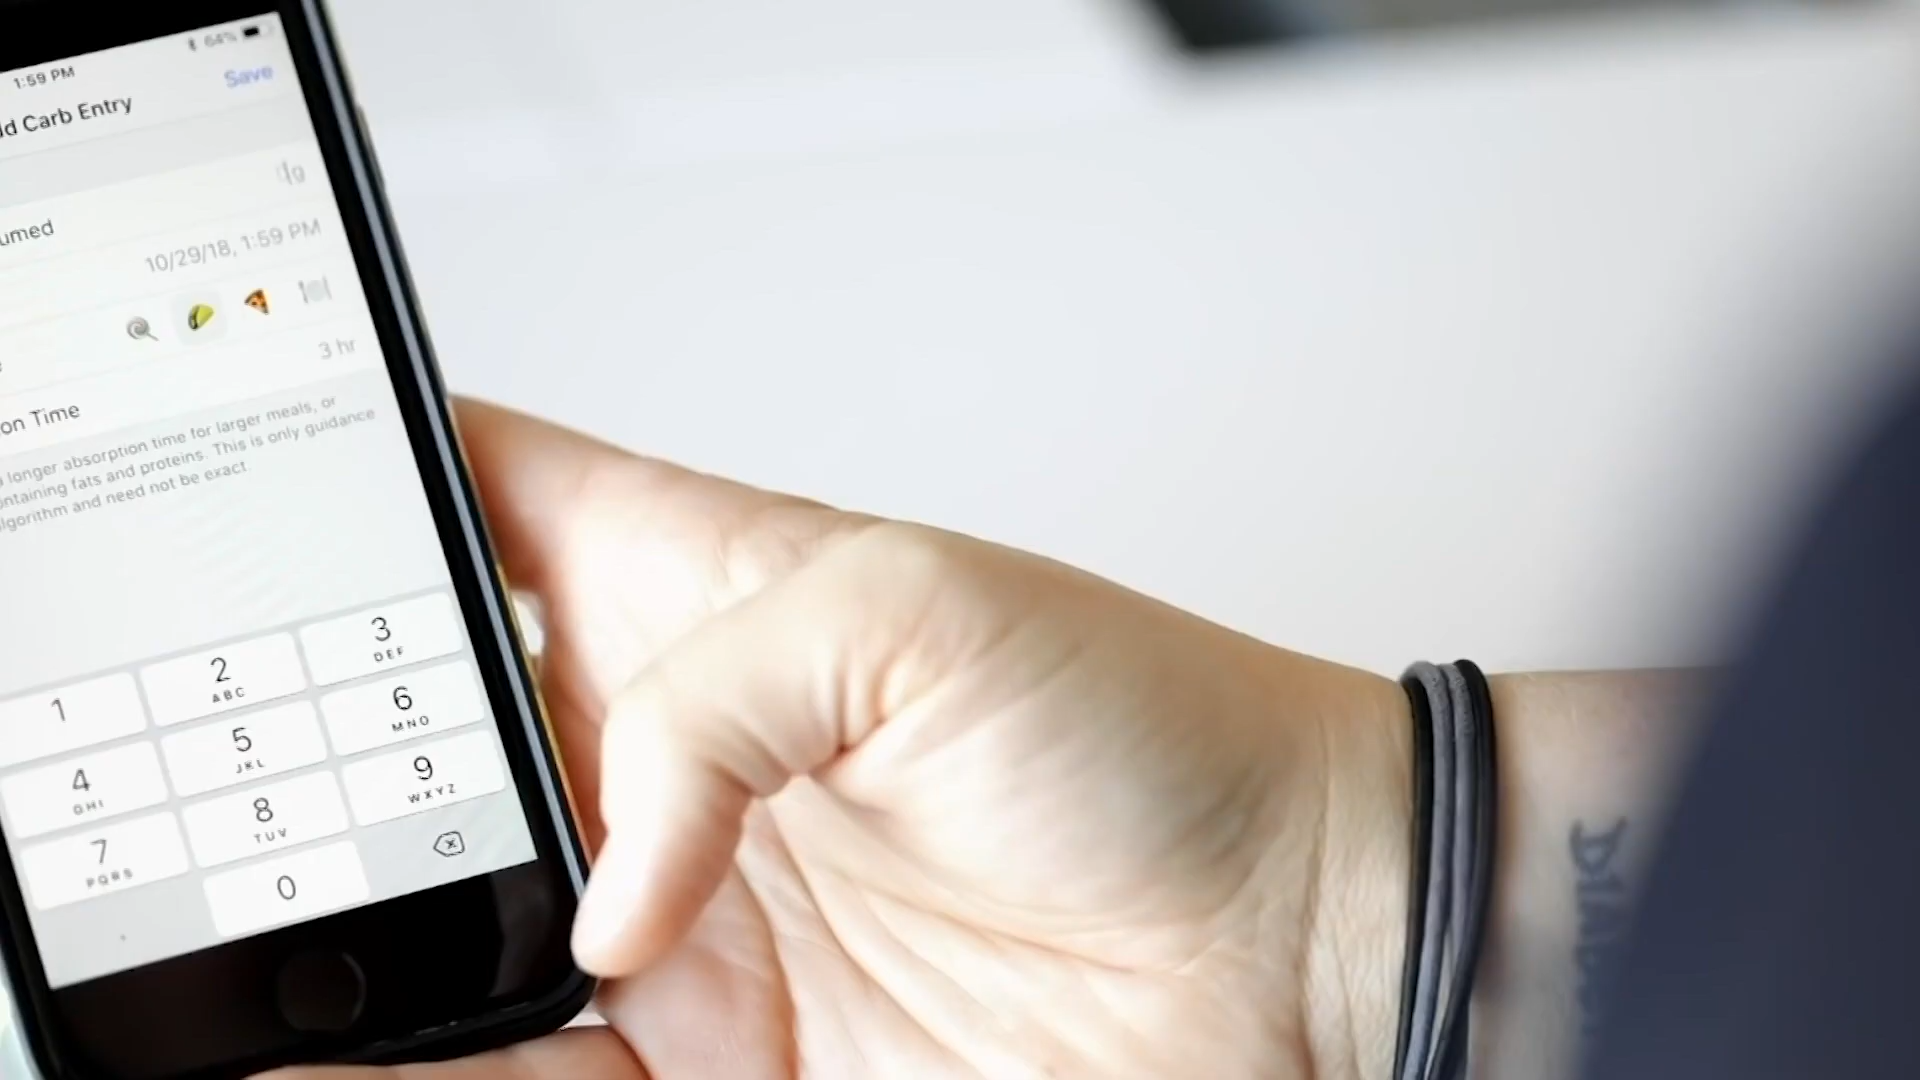 64%
1:59 PM
Save
d Carb Entry
g
umed
10/29/18, 1:59 PM
3 hr
on Time
longer absorption time for larger meals, or
ntaining fats and proteins. This is only guidance
lgorithm and need not be exact.
1
2
ABC
3
DEF
4
GHI
5
JKL
6
MNO
7
PQRS
8
TUV
9
WXYZ
0